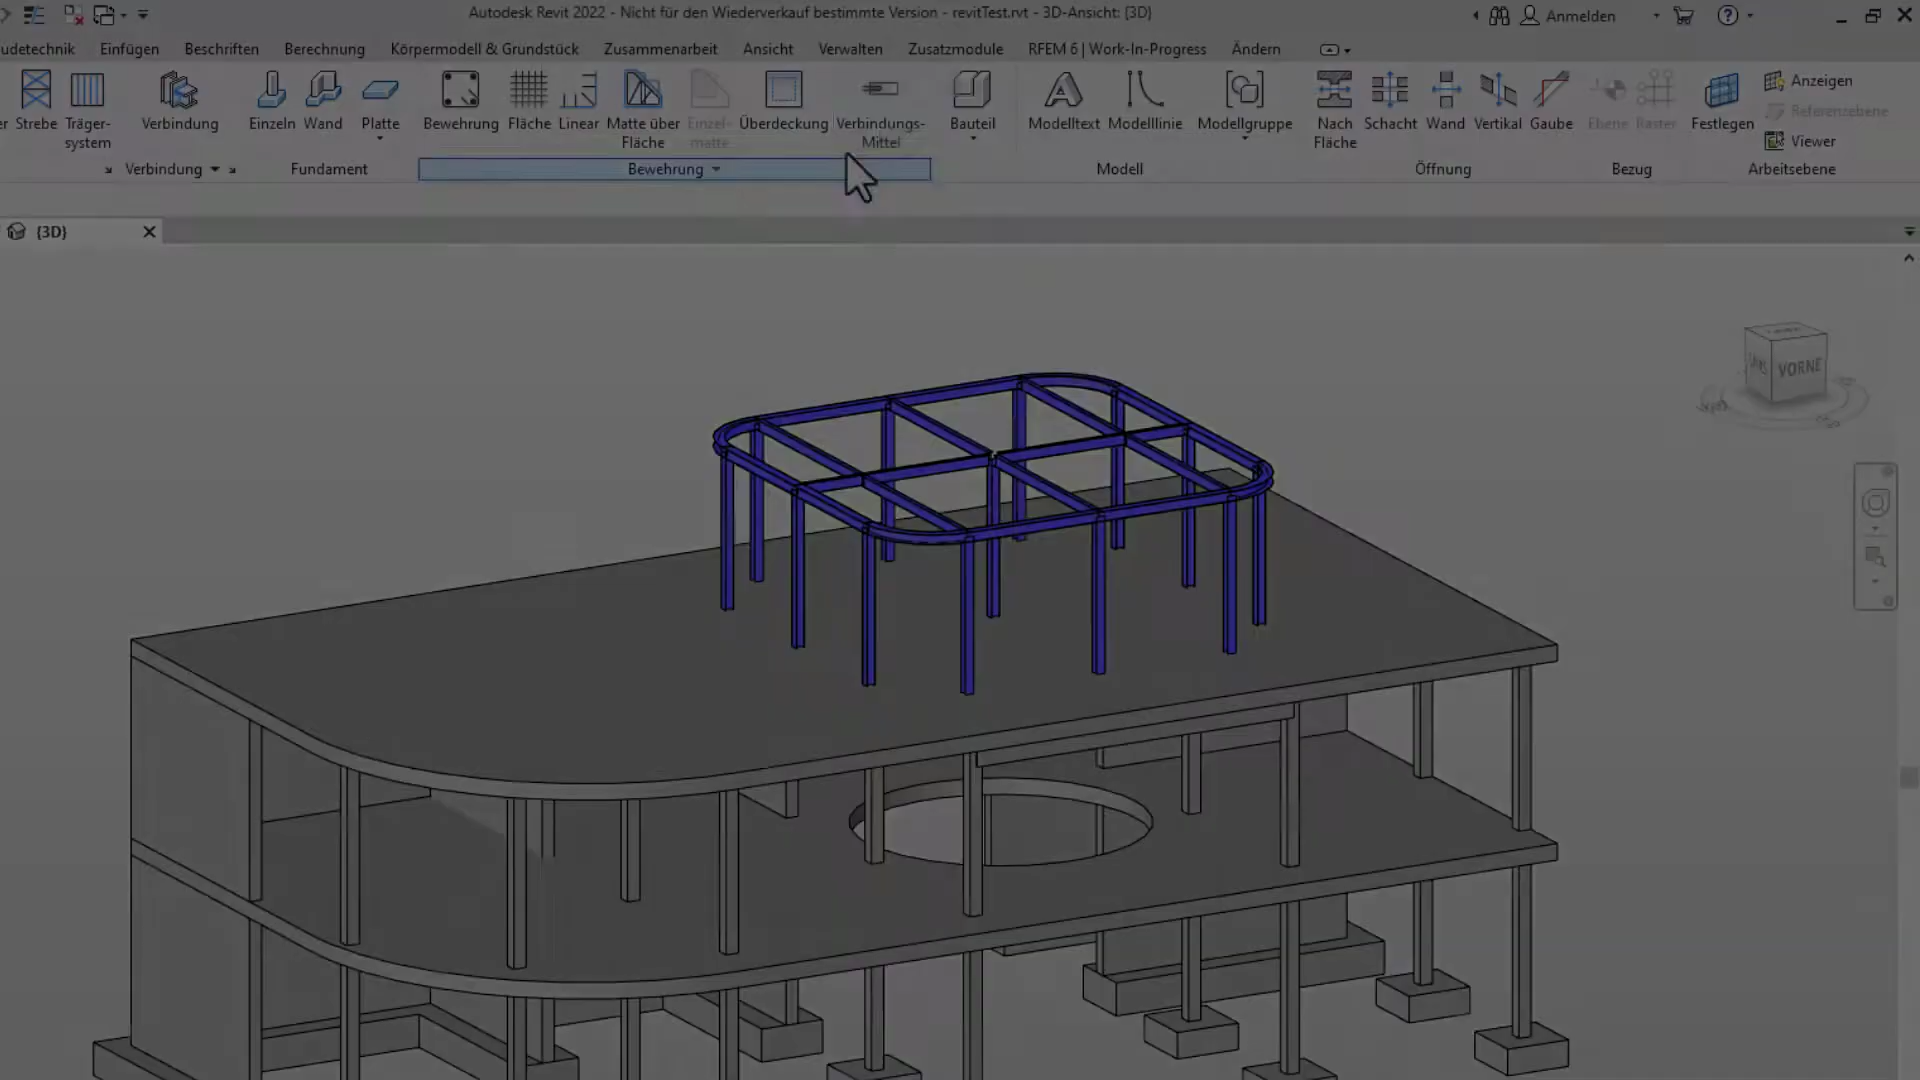 Autodesk Revit 2022 - Nicht für den Wiederverkauf bestimmte Version - revitTest.rvt - 3D-Ansicht: {3D}
Anmelden
udetechnik Einfügen Beschriften Berechnung Körpermodell & Grundstück Zusammenarbeit Ansicht Verwalten Zusatzmodule RFEM 6 | Work-In-Progress Ändern
er Strebe Träger-system Verbindung Einzeln Wand Platte Bewehrung Fläche Linear Matte über Fläche Einzel-matte Überdeckung Verbindungs-Mittel Bauteil Modelltext Modelllinie Modellgruppe Nach Fläche Schacht Wand Vertikal Gaube Ebene Raster Festlegen
Anzeigen
Referenzebene
Viewer
Verbindung Fundament Bewehrung Modell Öffnung Bezug Arbeitsebene
{3D}
VORNE